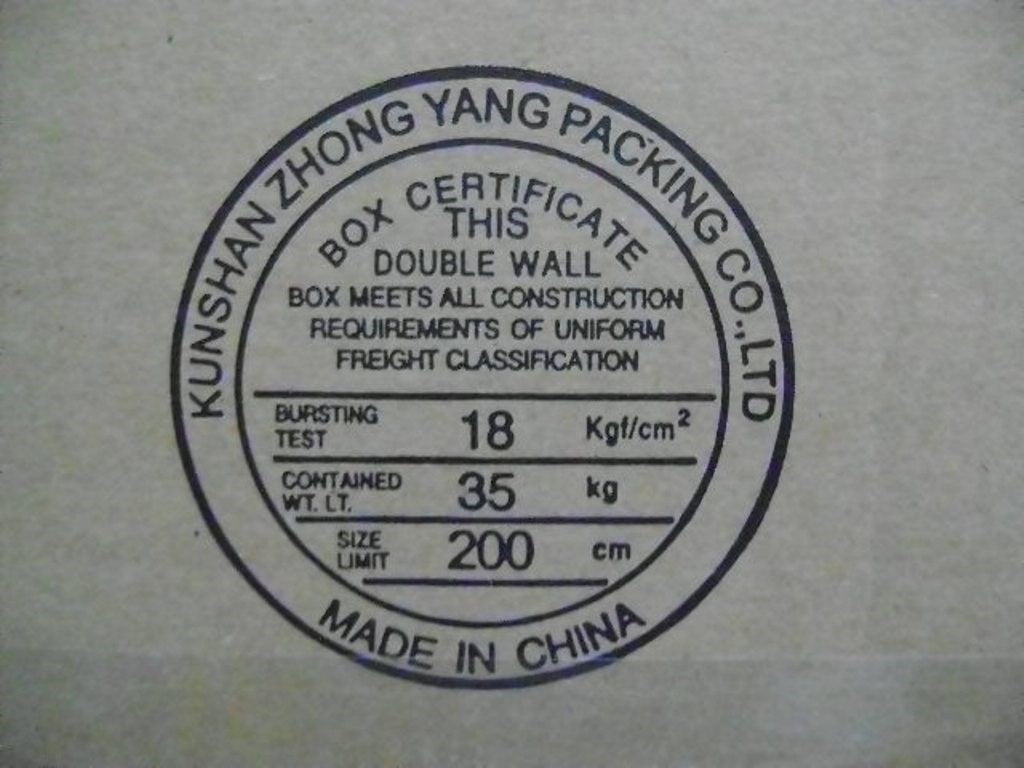 KUNSHAN ZHONG YANG PACKING CO.,LTD
BOX CERTIFICATE
THIS
DOUBLE WALL
BOX MEETS ALL CONSTRUCTION
REQUIREMENTS OF UNIFORM
FREIGHT CLASSIFICATION
BURSTING TEST 18 Kgf/cm²
CONTAINED WT. LT. 35 kg
SIZE LIMIT 200 cm
MADE IN CHINA